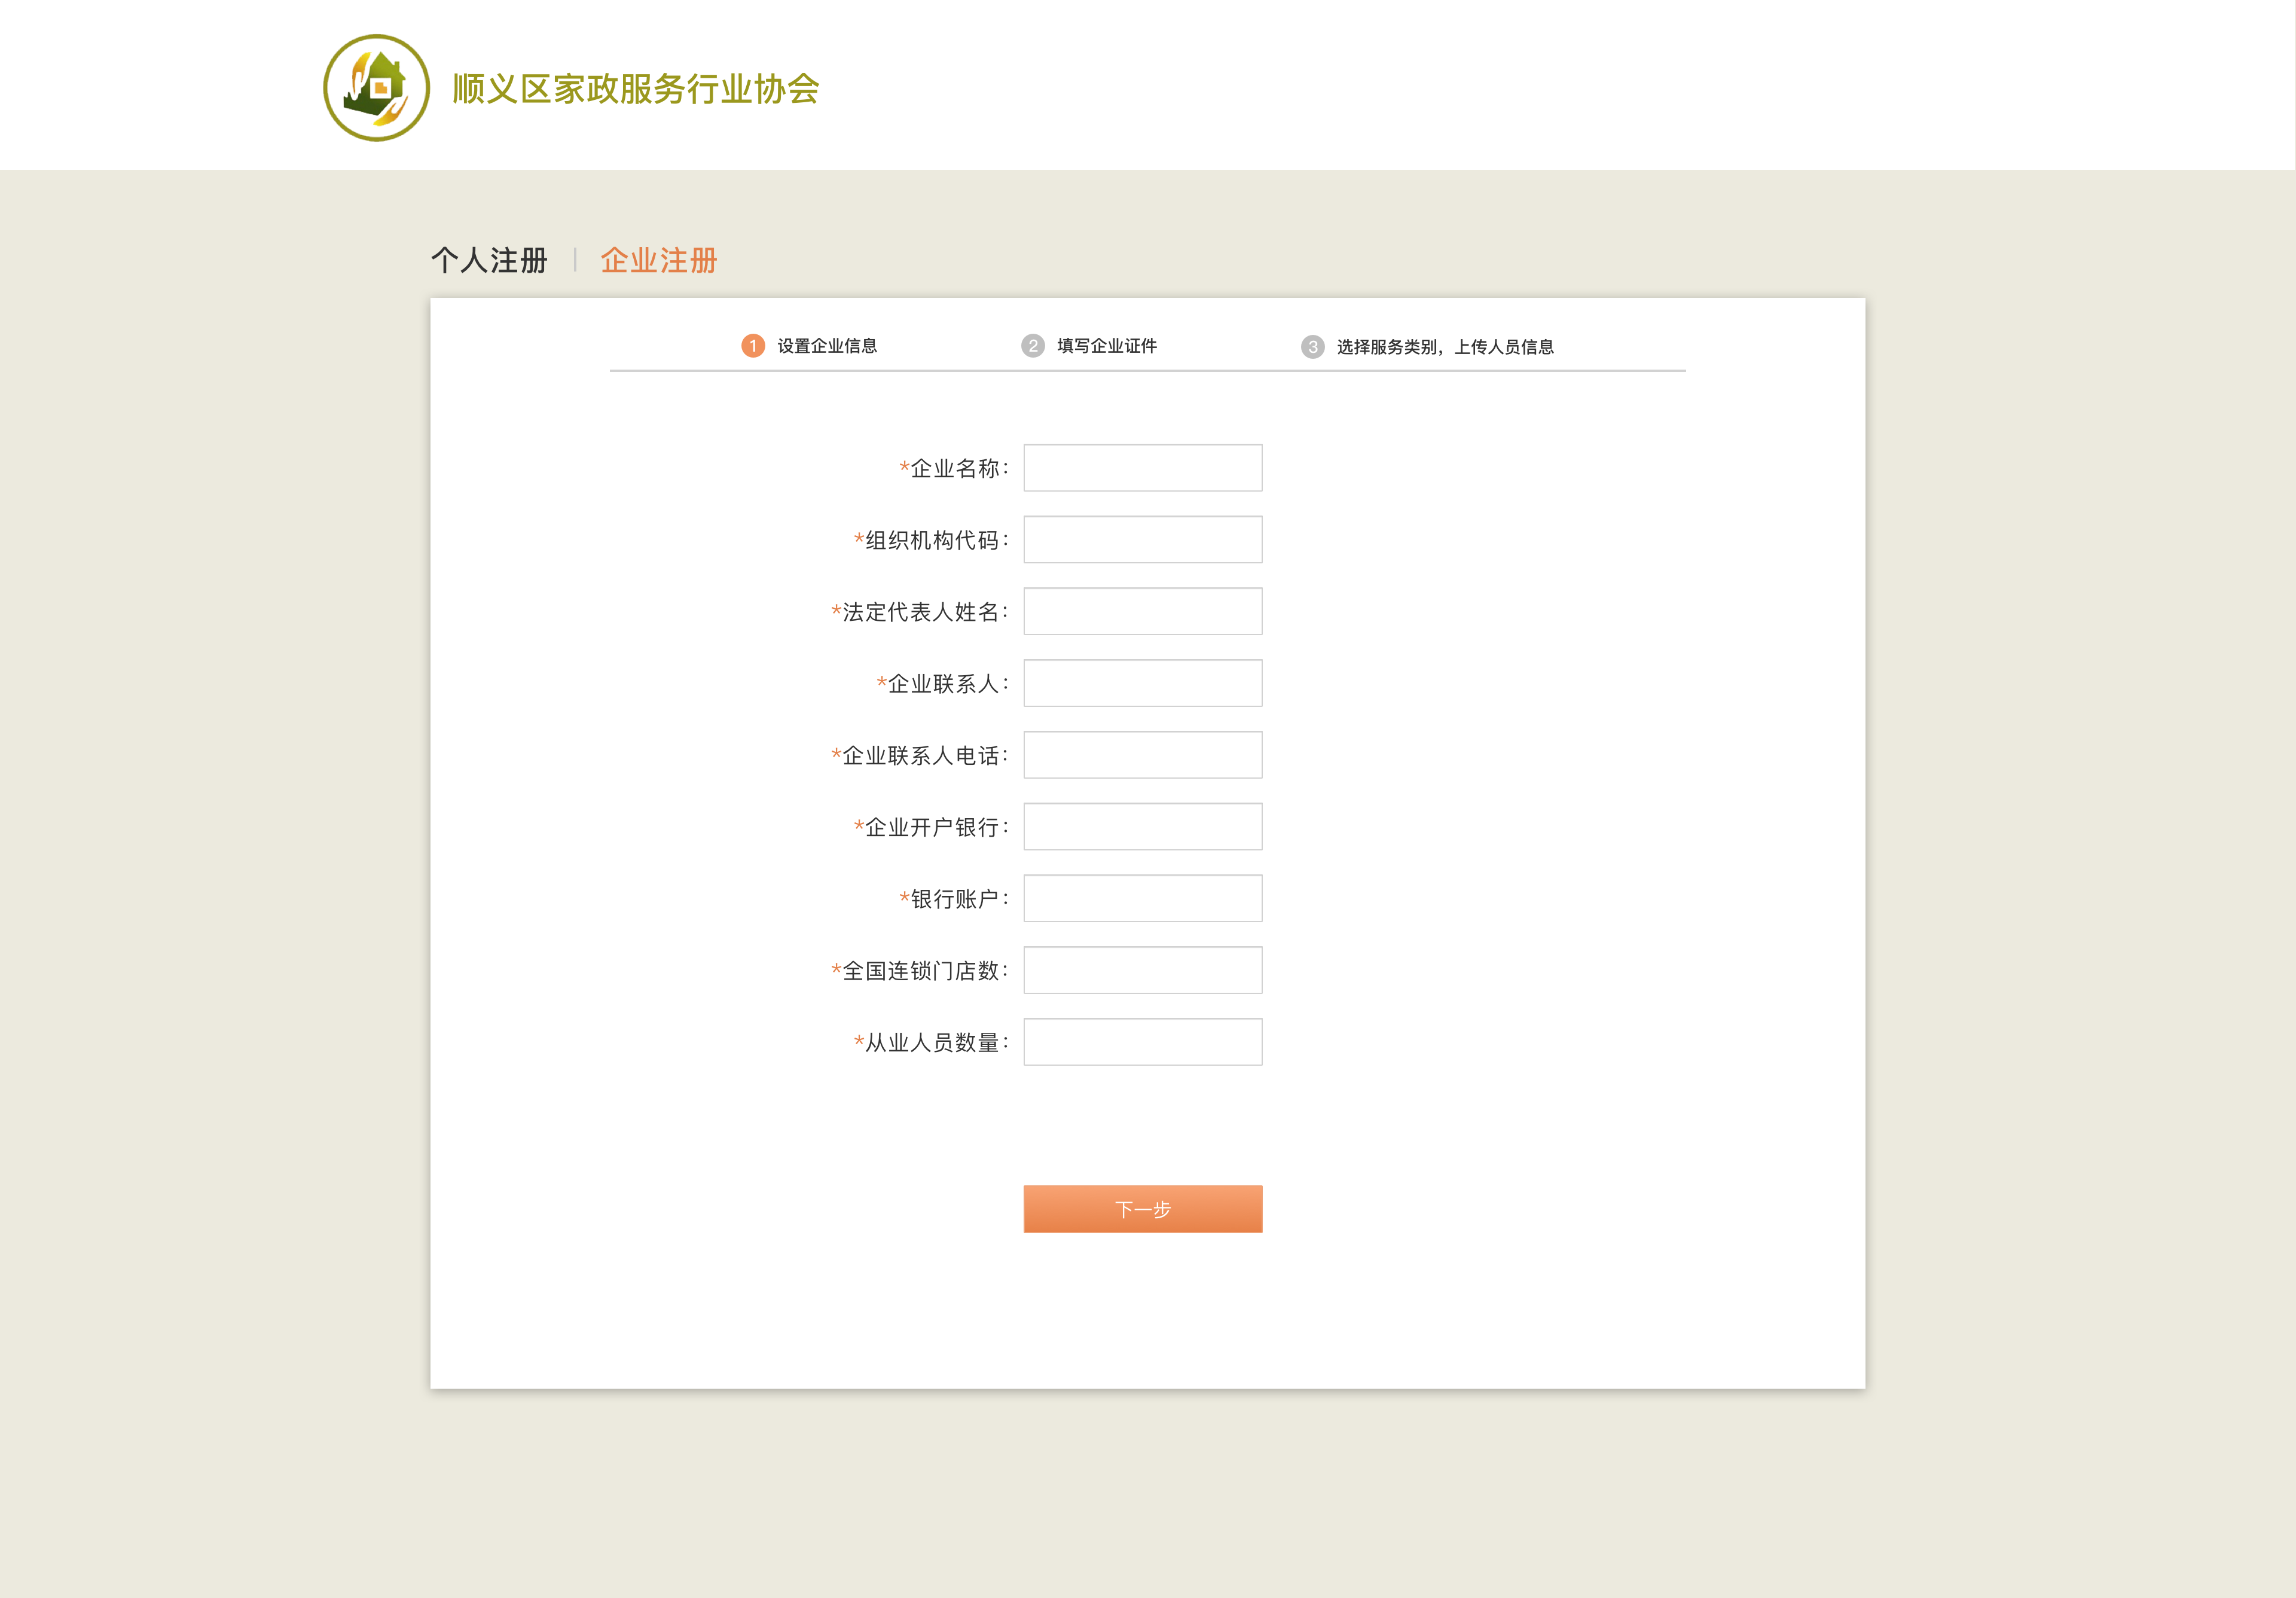 顺义区家政服务行业协会
个人注册 | 企业注册
1 设置企业信息 2 填写企业证件 3 选择服务类别，上传人员信息
*企业名称：
*组织机构代码：
*法定代表人姓名：
*企业联系人：
*企业联系人电话：
*企业开户银行：
*银行账户：
*全国连锁门店数：
*从业人员数量：
下一步